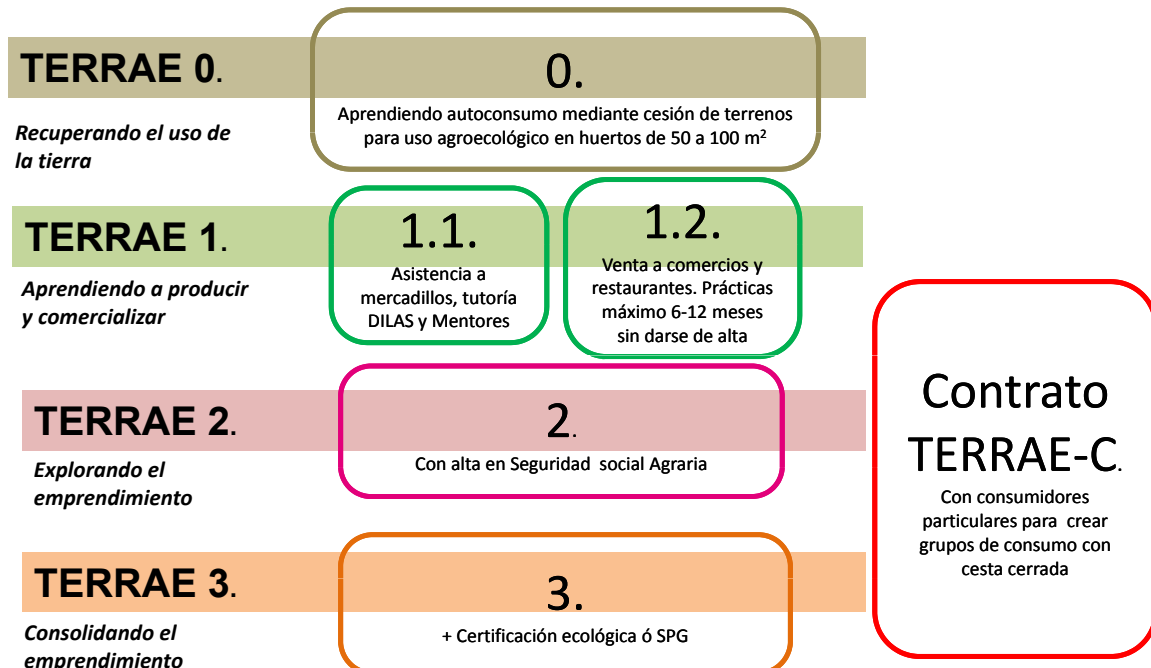 TERRAE 0.
Recuperando el uso de
la tierra
0.
Aprendiendo autoconsumo mediante cesión de terrenos
para uso agroecológico en huertos de 50 a 100 m²
TERRAE 1.
Aprendiendo a producir
y comercializar
1.1.
Asistencia a
mercadillos, tutoría
DILAS y Mentores
1.2.
Venta a comercios y
restaurantes. Prácticas
máximo 6-12 meses
sin darse de alta
TERRAE 2.
Explorando el
emprendimiento
2.
Con alta en Seguridad social Agraria
TERRAE 3.
Consolidando el
emprendimiento
3.
+ Certificación ecológica ó SPG
Contrato
TERRAE-C.
Con consumidores
particulares para crear
grupos de consumo con
cesta cerrada